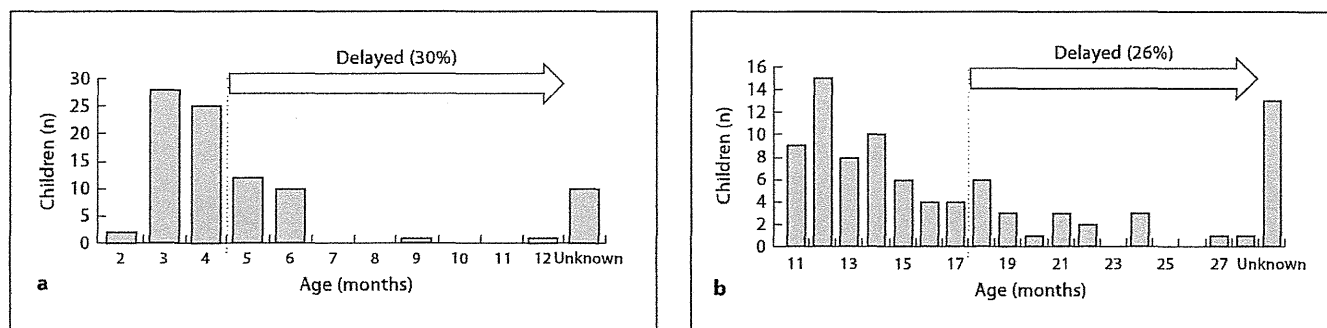 Delayed (30%)
Children (n)
30
25
20
15
10
5
0
2 3 4 5 6 7 8 9 10 11 12 Unknown
Age (months)
a
Delayed (26%)
Children (n)
16
14
12
10
8
6
4
2
0
11 13 15 17 19 21 23 25 27 Unknown
Age (months)
b